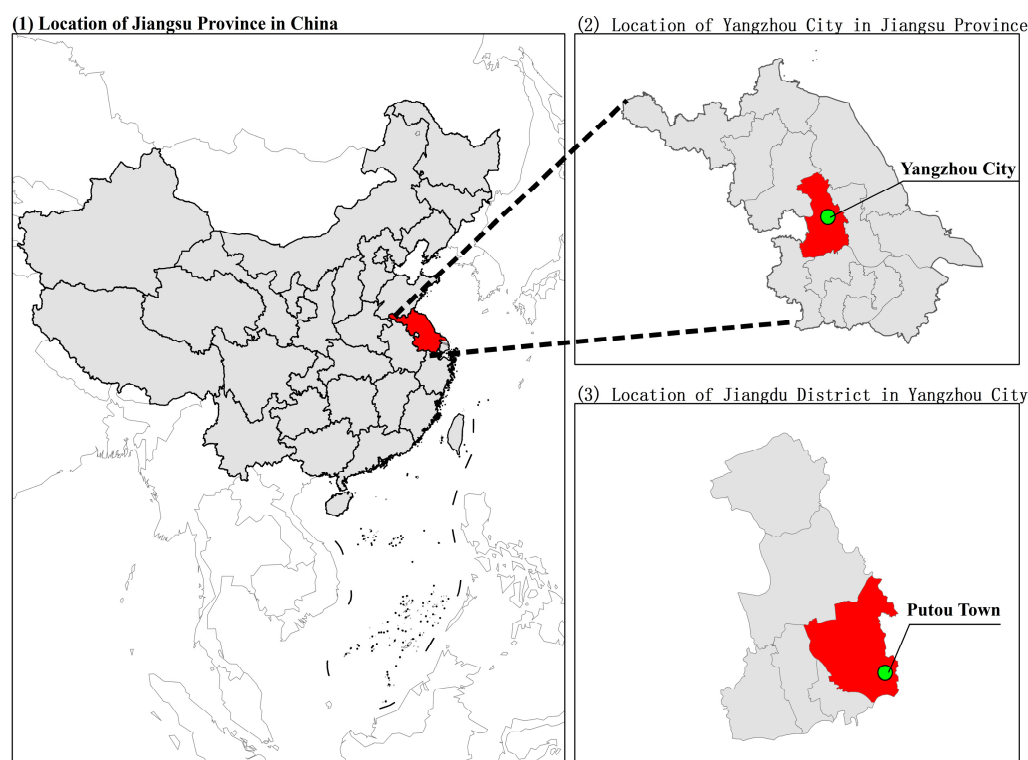 (1) Location of Jiangsu Province in China
(2) Location of Yangzhou City in Jiangsu Province
Yangzhou City
(3) Location of Jiangdu District in Yangzhou City
Putou Town